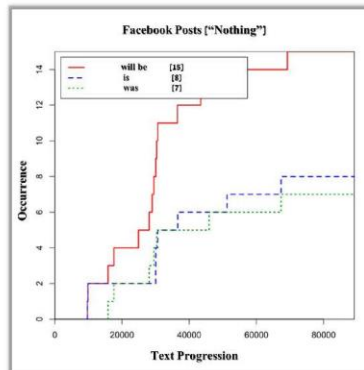 Facebook Posts [“Nothing”]
will be [15]
is [8]
was [7]
Occurrence
14
12
10
8
6
4
2
0
0 20000 40000 60000 80000
Text Progression